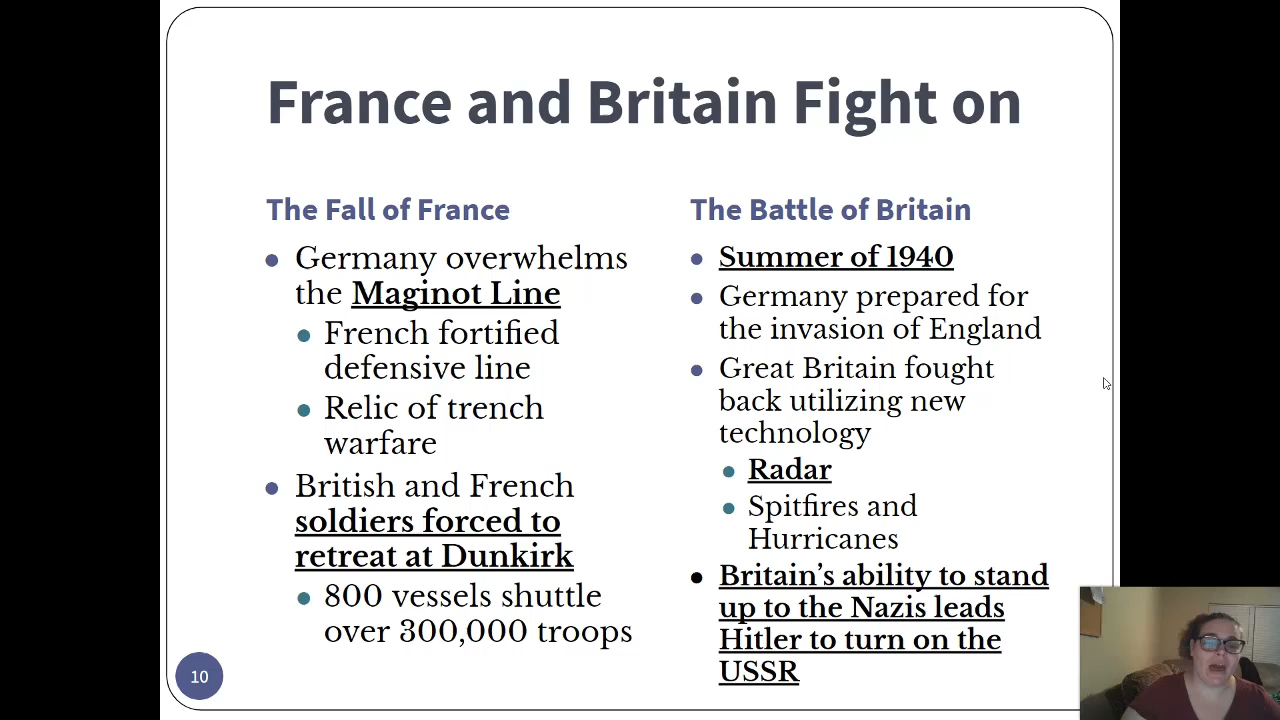 France and Britain Fight on
The Fall of France
Germany overwhelms
the Maginot Line
French fortified
defensive line
Relic of trench
warfare
British and French
soldiers forced to
retreat at Dunkirk
800 vessels shuttle
over 300,000 troops
The Battle of Britain
Summer of 1940
Germany prepared for
the invasion of England
Great Britain fought
back utilizing new
technology
Radar
Spitfires and
Hurricanes
Britain’s ability to stand
up to the Nazis leads
Hitler to turn on the
USSR
10